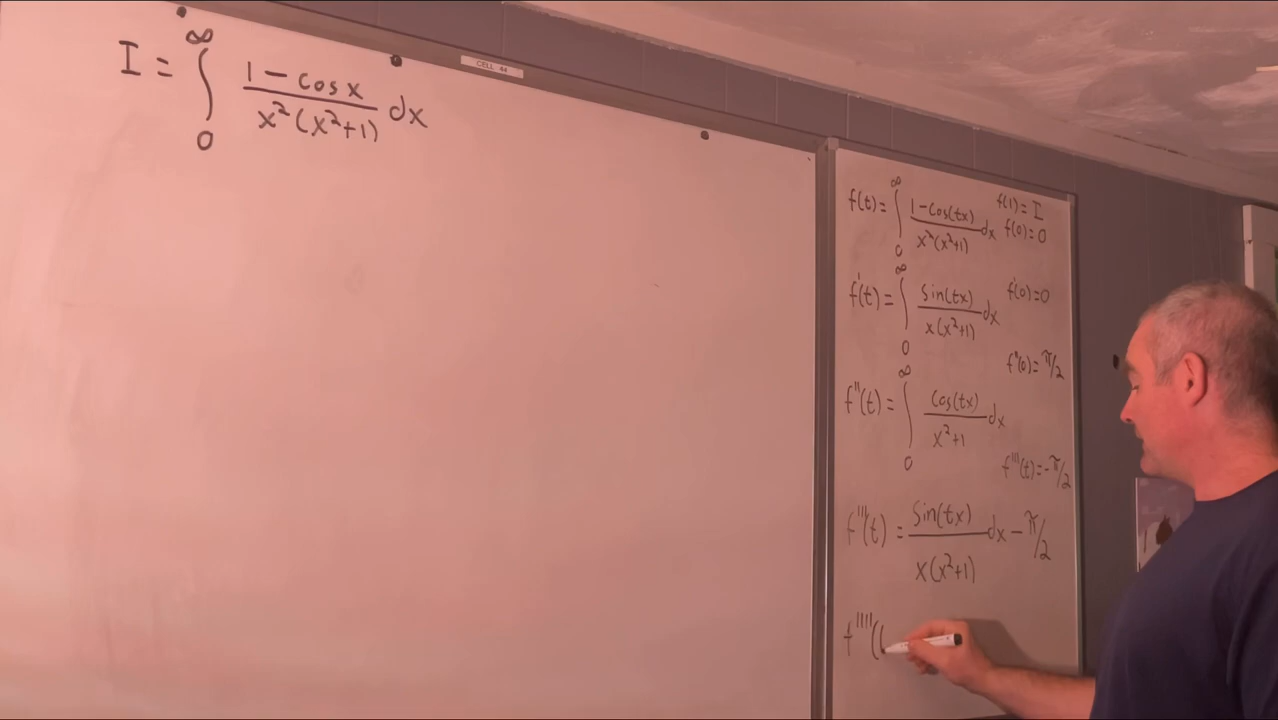 I = ∫₀^∞ (1 - cos x)/(x²(x²+1)) dx
CELL 44
f(t) = ∫₀^∞ (1-cos(tx))/(x²(x²+1)) dx f(1) = I
f(0) = 0
f'(t) = ∫₀^∞ sin(tx)/(x(x²+1)) dx f'(0) = 0
f''(0) = π/2
f''(t) = ∫₀^∞ cos(tx)/(x²+1) dx
f'''(t) = -π/2
f'''(t) = sin(tx)/(x(x²+1)) dx - π/2
f''''(